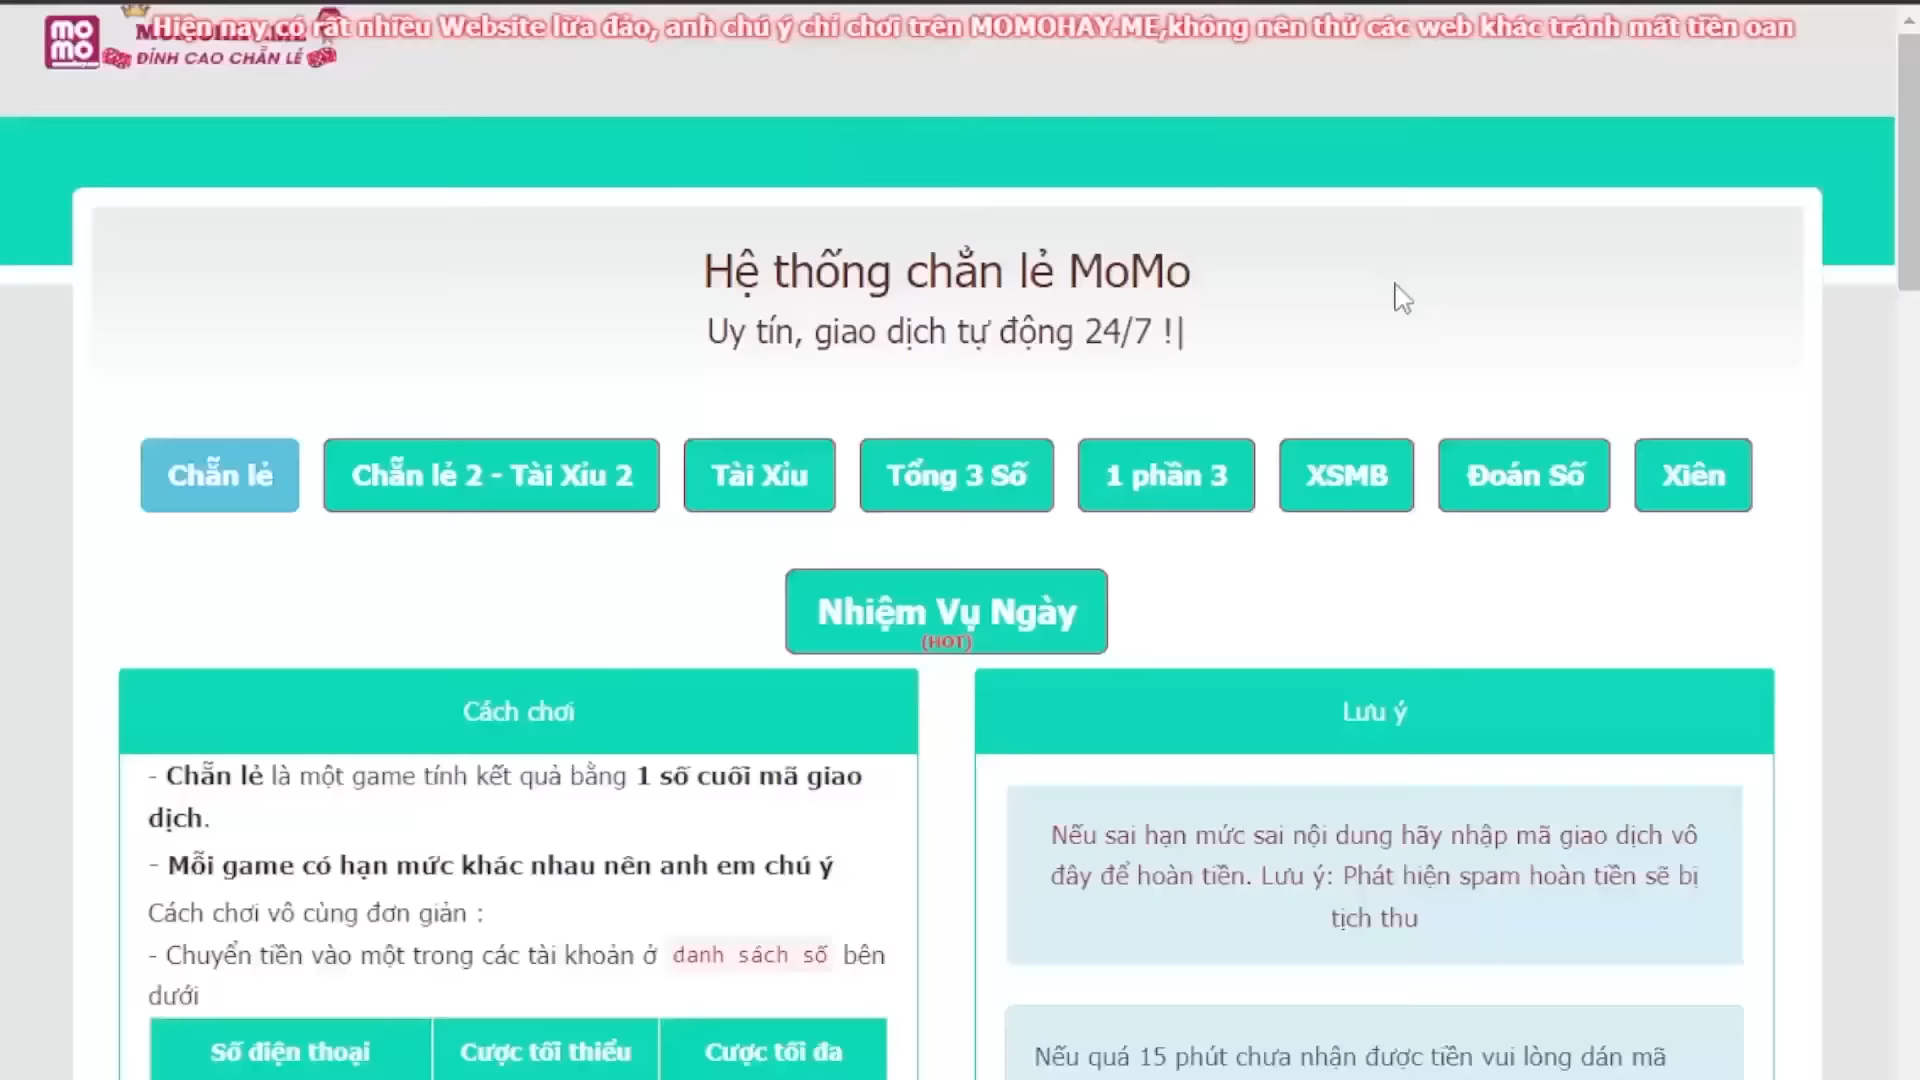 Hiện nay có rất nhiều Website lừa đảo, anh chú ý chỉ chơi trên MOMOHAY.ME,không nên thử các web khác tránh mất tiền oan
mo
mo
ĐỈNH CAO CHẴN LẺ
Hệ thống chẳn lẻ MoMo
Uy tín, giao dịch tự động 24/7 !|
Chẵn lẻ
Chẵn lẻ 2 - Tài Xỉu 2
Tài Xỉu
Tổng 3 Số
1 phần 3
XSMB
Đoán Số
Xiên
Nhiệm Vụ Ngày
(HOT)
Cách chơi
- Chẵn lẻ là một game tính kết quả bằng 1 số cuối mã giao
dịch.
- Mỗi game có hạn mức khác nhau nên anh em chú ý
Cách chơi vô cùng đơn giản :
- Chuyển tiền vào một trong các tài khoản ở danh sách số bên
dưới
Số điện thoại
Cược tối thiểu
Cược tối đa
Lưu ý
Nếu sai hạn mức sai nội dung hãy nhập mã giao dịch vô
đây để hoàn tiền. Lưu ý: Phát hiện spam hoàn tiền sẽ bị
tịch thu
Nếu quá 15 phút chưa nhận được tiền vui lòng dán mã